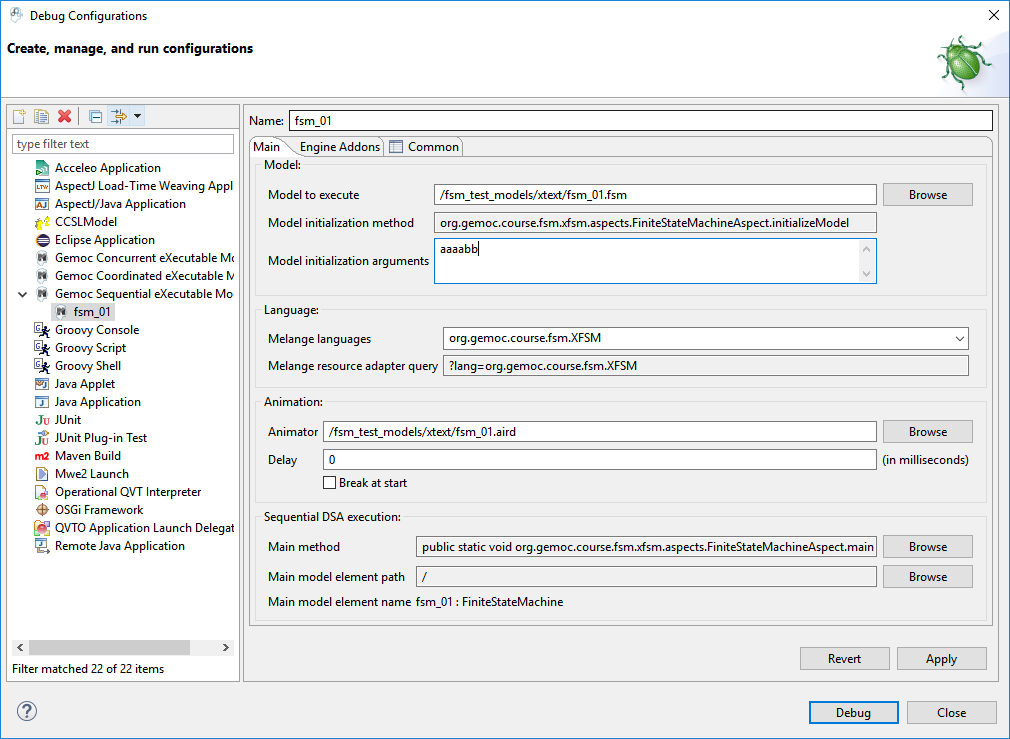 Debug Configurations
Create, manage, and run configurations
type filter text
Acceleo Application
AspectJ Load-Time Weaving Appl
AspectJ/Java Application
CCSLModel
Eclipse Application
Gemoc Concurrent eXecutable Mo
Gemoc Coordinated eXecutable M
Gemoc Sequential eXecutable Mo
fsm_01
Groovy Console
Groovy Script
Groovy Shell
Java Applet
Java Application
JUnit
JUnit Plug-in Test
Maven Build
Mwe2 Launch
Operational QVT Interpreter
OSGi Framework
QVTO Application Launch Delegat
Remote Java Application
Filter matched 22 of 22 items
Name: fsm_01
Main Engine Addons Common
Model:
Model to execute /fsm_test_models/xtext/fsm_01.fsm Browse
Model initialization method org.gemoc.course.fsm.xfsm.aspects.FiniteStateMachineAspect.initializeModel
Model initialization arguments aaaabb
Language:
Melange languages org.gemoc.course.fsm.XFSM
Melange resource adapter query ?lang=org.gemoc.course.fsm.XFSM
Animation:
Animator /fsm_test_models/xtext/fsm_01.aird Browse
Delay 0 (in milliseconds)
Break at start
Sequential DSA execution:
Main method public static void org.gemoc.course.fsm.xfsm.aspects.FiniteStateMachineAspect.main Browse
Main model element path / Browse
Main model element name fsm_01 : FiniteStateMachine
Revert Apply
? Debug Close